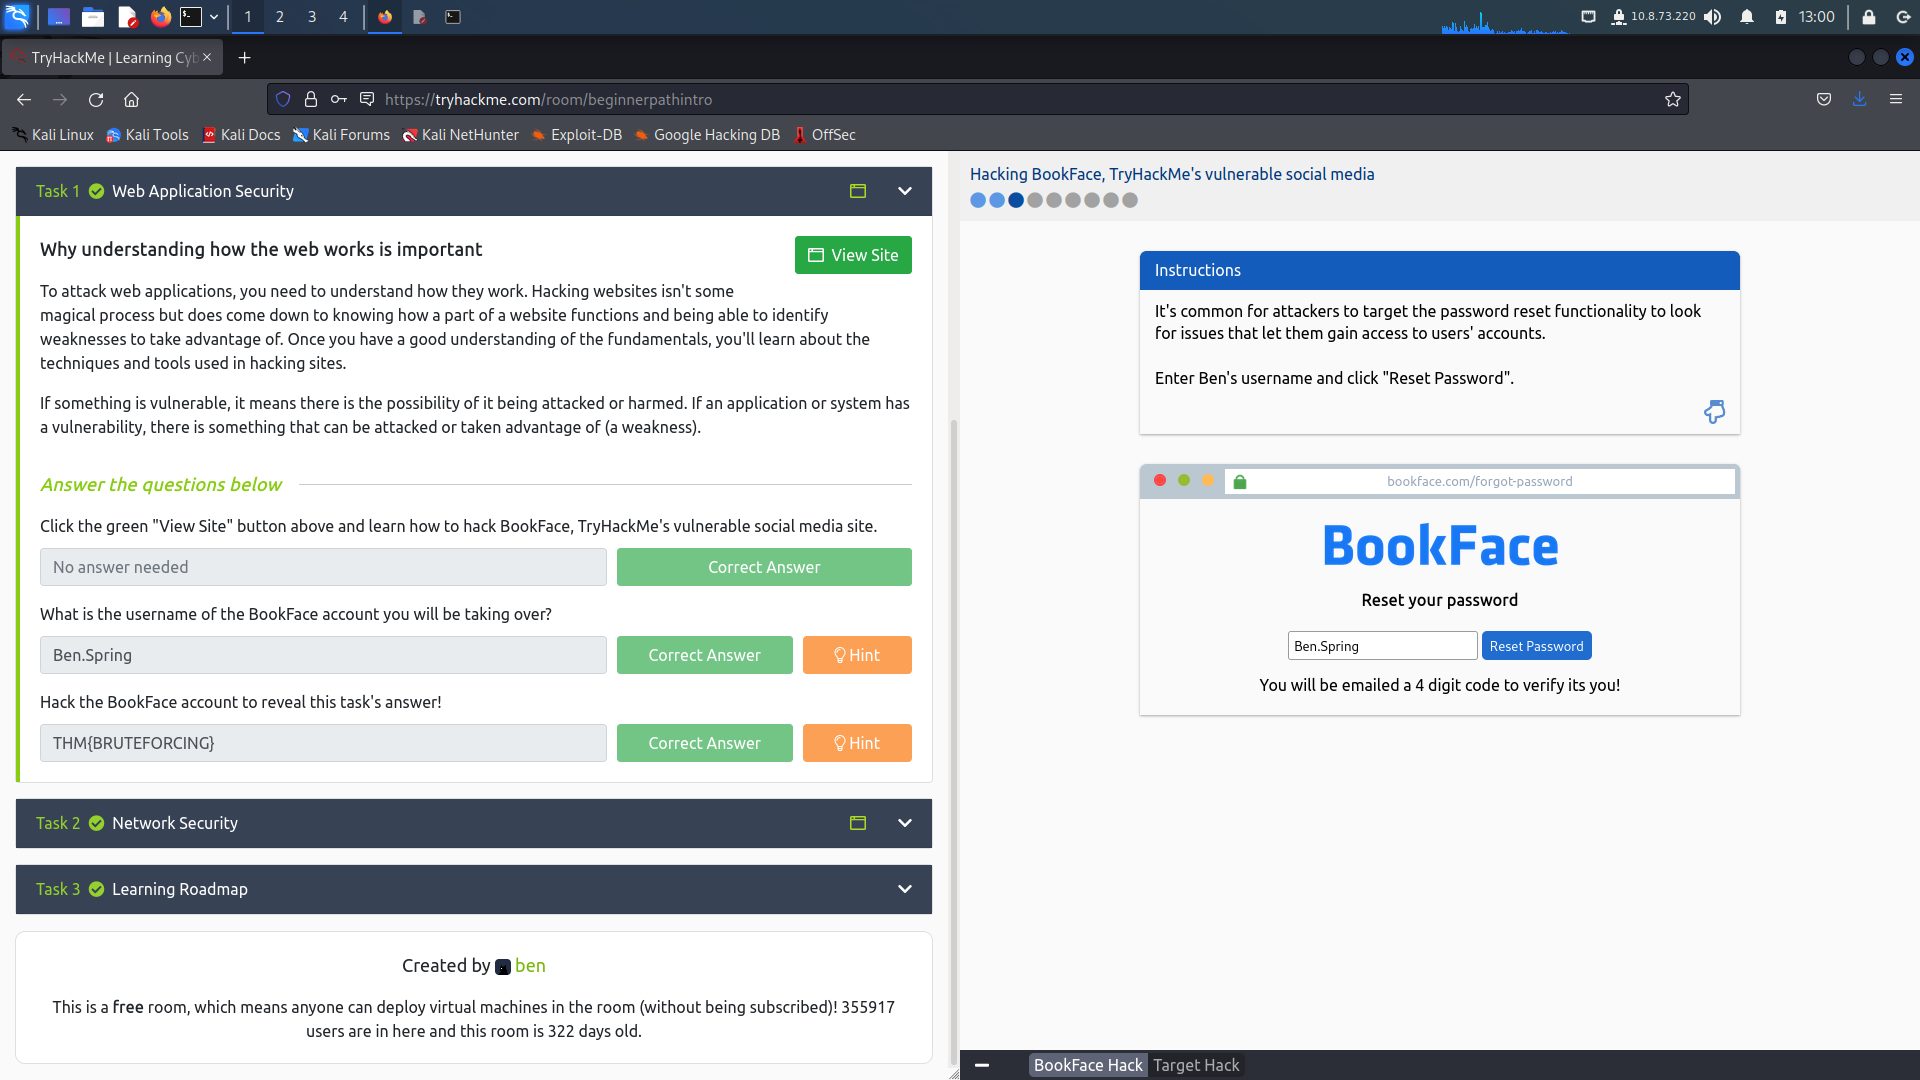 1 2 3 4
10.8.73.220 13:00
TryHackMe | Learning Cyb
https://tryhackme.com/room/beginnerpathintro
Kali Linux Kali Tools Kali Docs Kali Forums Kali NetHunter Exploit-DB Google Hacking DB OffSec
Task 1 Web Application Security
Why understanding how the web works is important
View Site
To attack web applications, you need to understand how they work. Hacking websites isn't some
magical process but does come down to knowing how a part of a website functions and being able to identify
weaknesses to take advantage of. Once you have a good understanding of the fundamentals, you'll learn about the
techniques and tools used in hacking sites.
If something is vulnerable, it means there is the possibility of it being attacked or harmed. If an application or system has
a vulnerability, there is something that can be attacked or taken advantage of (a weakness).
Answer the questions below
Click the green "View Site" button above and learn how to hack BookFace, TryHackMe's vulnerable social media site.
No answer needed Correct Answer
What is the username of the BookFace account you will be taking over?
Ben.Spring Correct Answer Hint
Hack the BookFace account to reveal this task's answer!
THM{BRUTEFORCING} Correct Answer Hint
Task 2 Network Security
Task 3 Learning Roadmap
Created by ben
This is a free room, which means anyone can deploy virtual machines in the room (without being subscribed)! 355917
users are in here and this room is 322 days old.
Hacking BookFace, TryHackMe's vulnerable social media
Instructions
It's common for attackers to target the password reset functionality to look
for issues that let them gain access to users' accounts.
Enter Ben's username and click "Reset Password".
bookface.com/forgot-password
BookFace
Reset your password
Ben.Spring Reset Password
You will be emailed a 4 digit code to verify its you!
BookFace Hack Target Hack